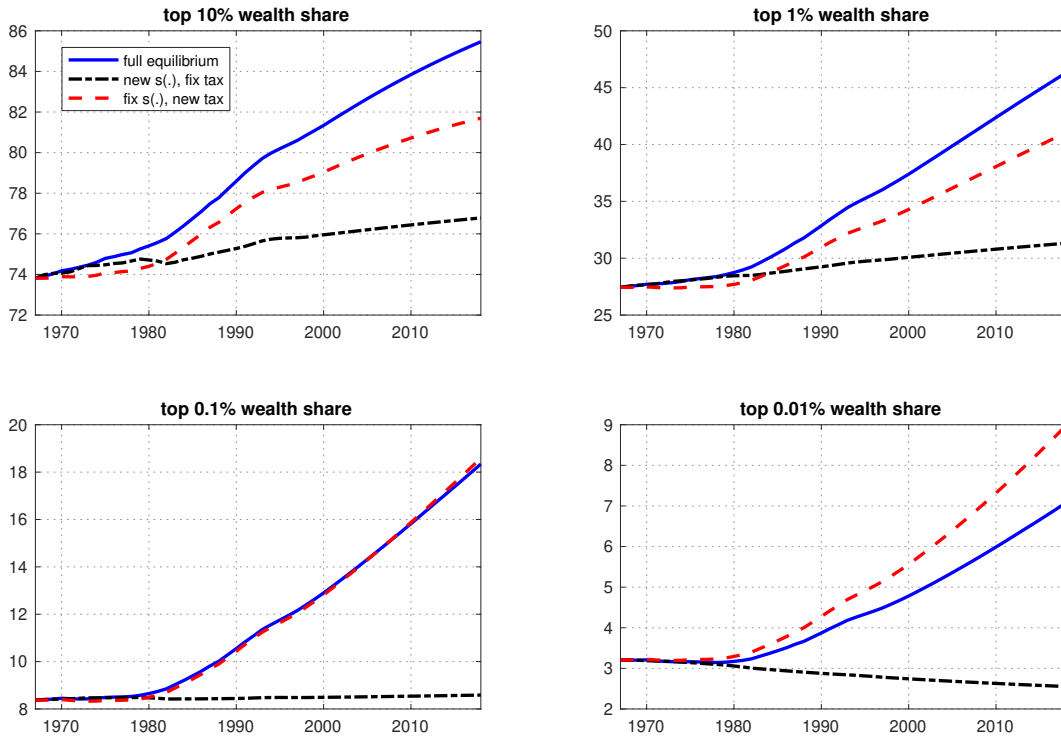 top 10% wealth share
86
84
82
80
78
76
74
72
1970 1980 1990 2000 2010
full equilibrium
new s(.), fix tax
fix s(.), new tax
top 1% wealth share
50
45
40
35
30
25
1970 1980 1990 2000 2010
top 0.1% wealth share
20
18
16
14
12
10
8
1970 1980 1990 2000 2010
top 0.01% wealth share
9
8
7
6
5
4
3
2
1970 1980 1990 2000 2010